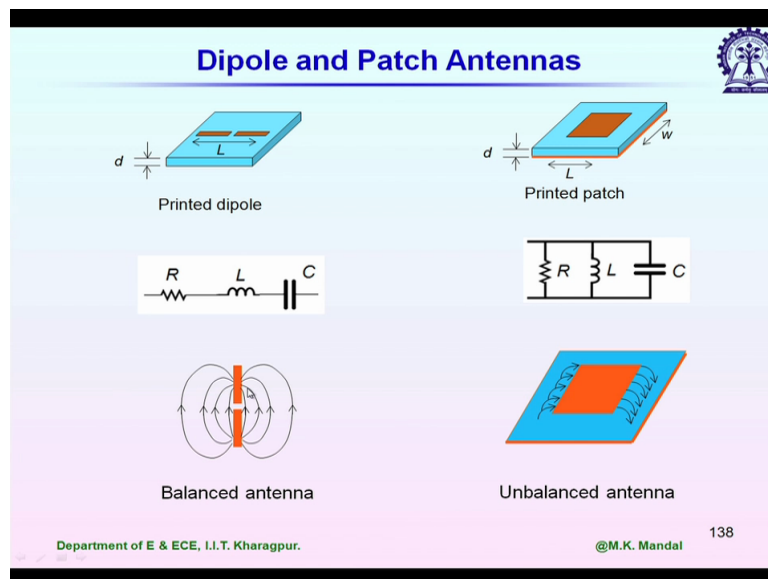 Dipole and Patch Antennas
d
L
Printed dipole
d
L
w
Printed patch
R
L
C
R
L
C
Balanced antenna
Unbalanced antenna
138
Department of E & ECE, I.I.T. Kharagpur.
@M.K. Mandal